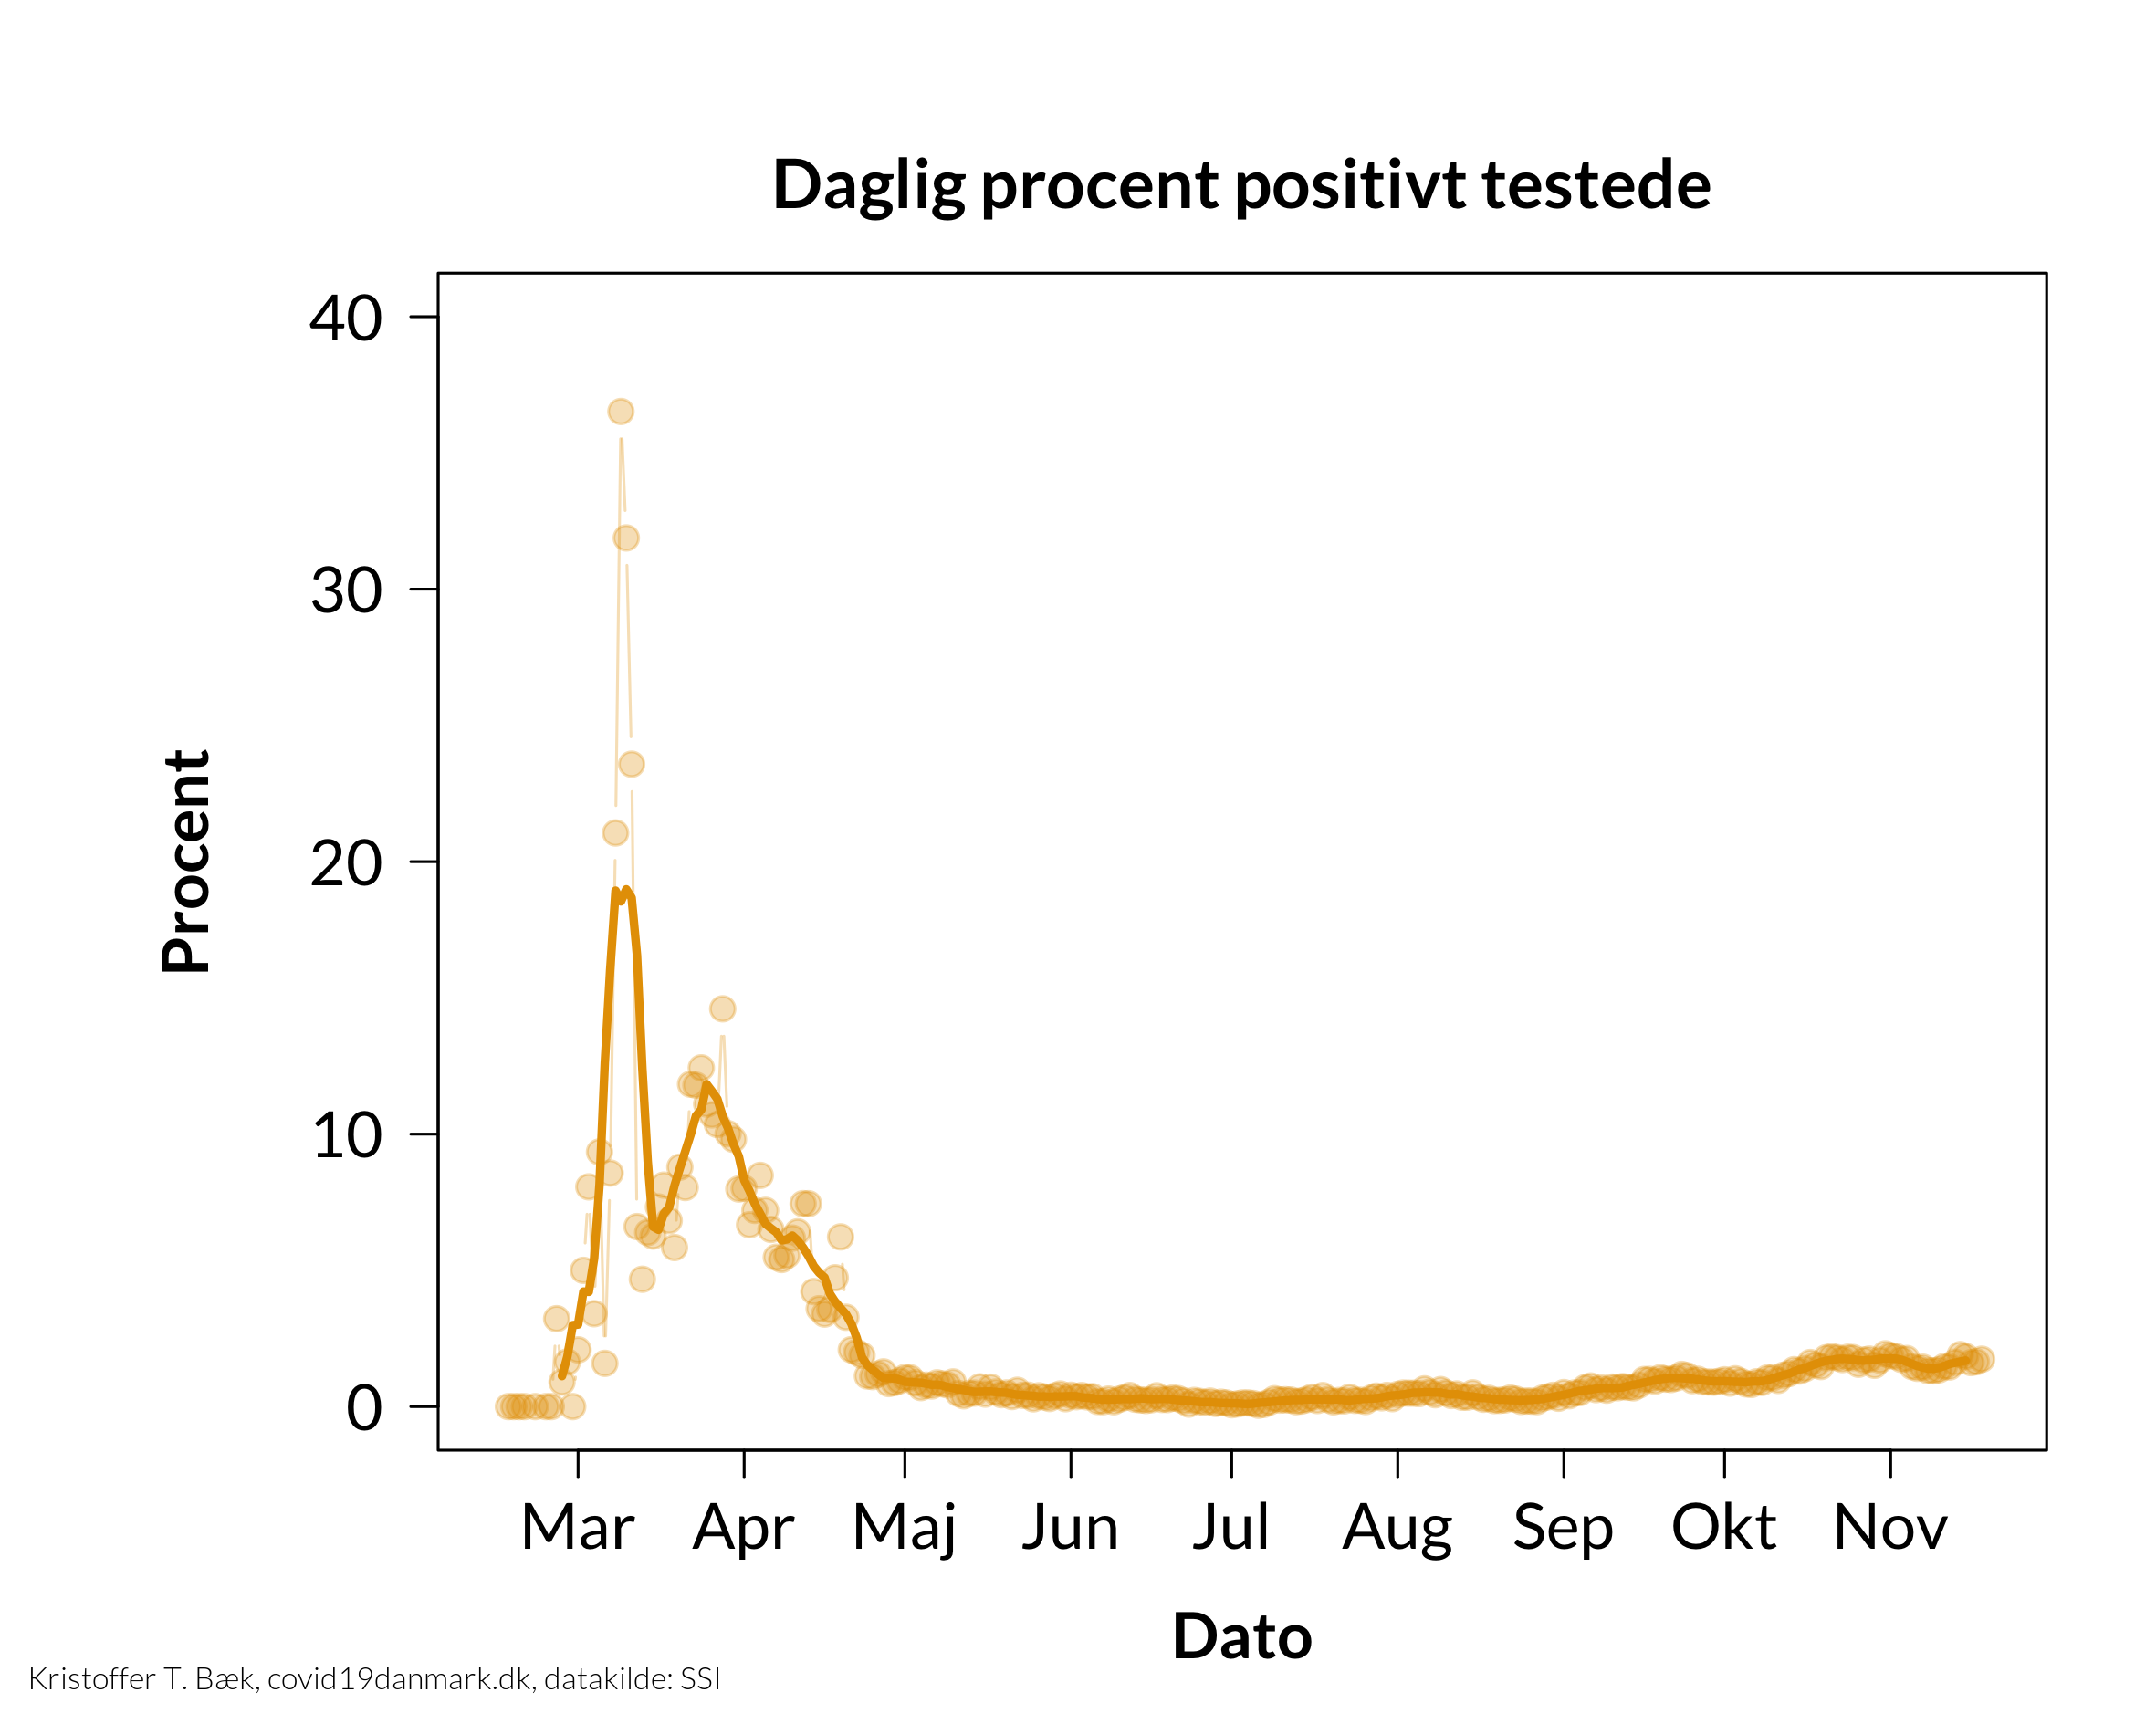 Daglig procent positivt testede
40
30
20
10
0
Procent
Mar Apr Maj Jun Jul Aug Sep Okt Nov
Dato
Kristoffer T. Bæk, covid19danmark.dk, datakilde: SSI